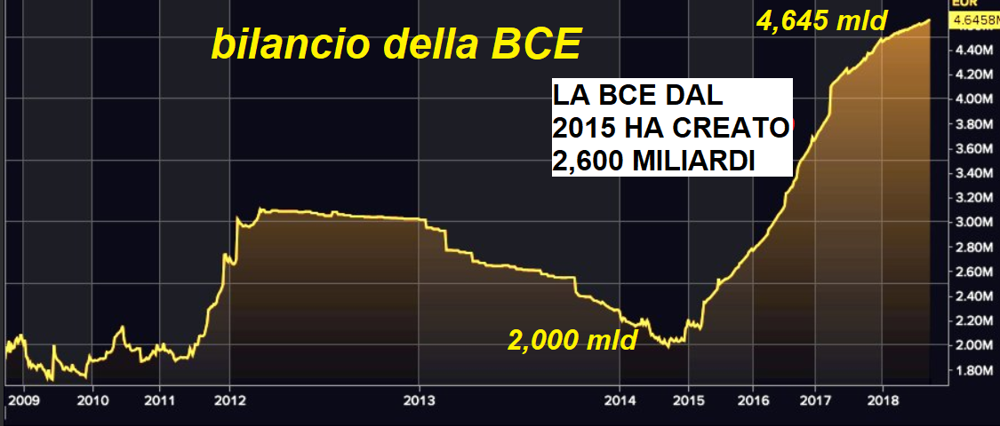 EUR
4,645 mld
4.6458M
bilancio della BCE
4.40M
4.20M
LA BCE DAL
2015 HA CREATO
2,600 MILIARDI
4.00M
3.80M
3.60M
3.40M
3.20M
3.00M
2.80M
2.60M
2.40M
2.20M
2,000 mld
2.00M
1.80M
2009 2010 2011 2012 2013 2014 2015 2016 2017 2018